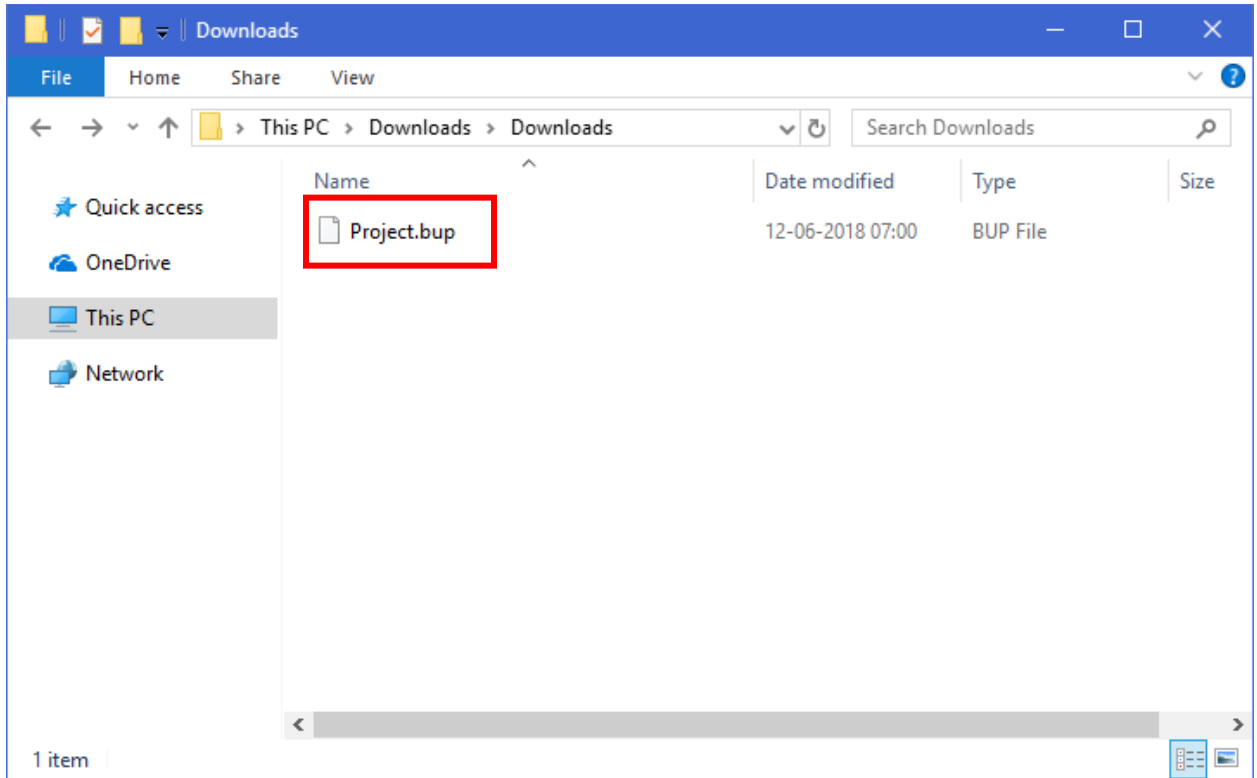 Downloads
File Home Share View
This PC > Downloads > Downloads Search Downloads
Name Date modified Type Size
Quick access
Project.bup 12-06-2018 07:00 BUP File
OneDrive
This PC
Network
1 item